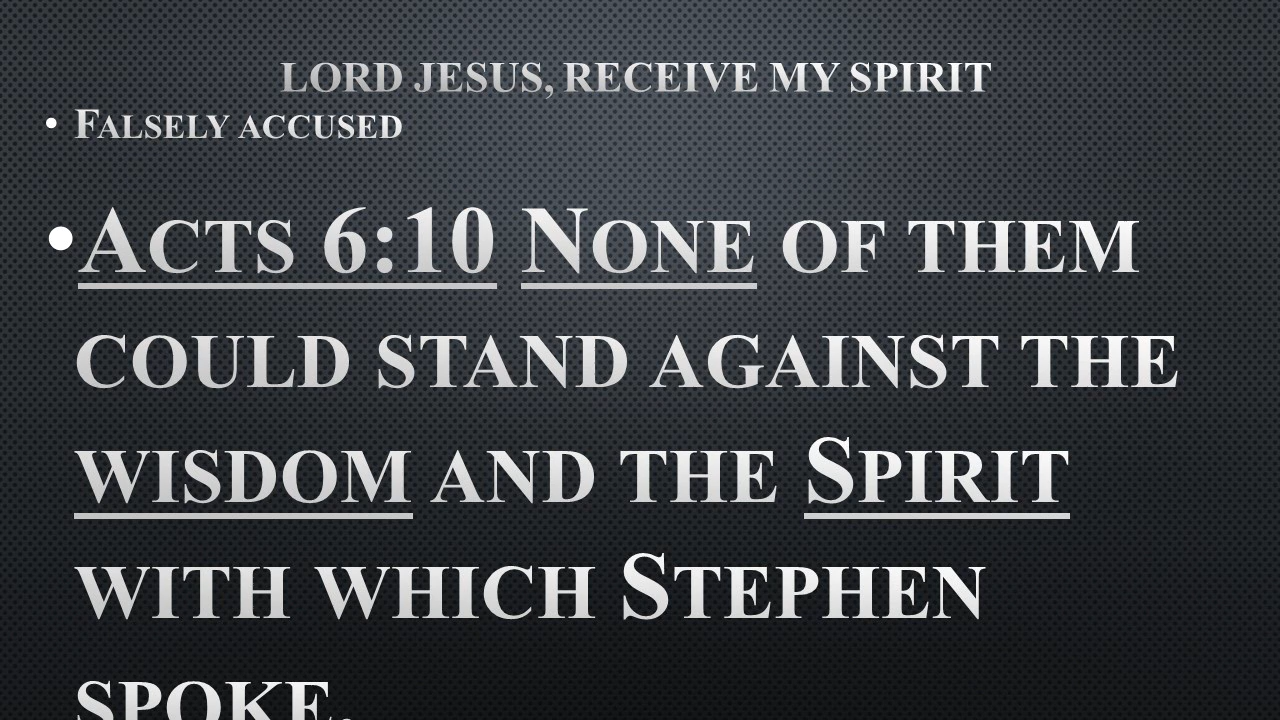 LORD JESUS, RECEIVE MY SPIRIT
• Falsely accused
• Acts 6:10 None of them
could stand against the
wisdom and the Spirit
with which Stephen
spoke.